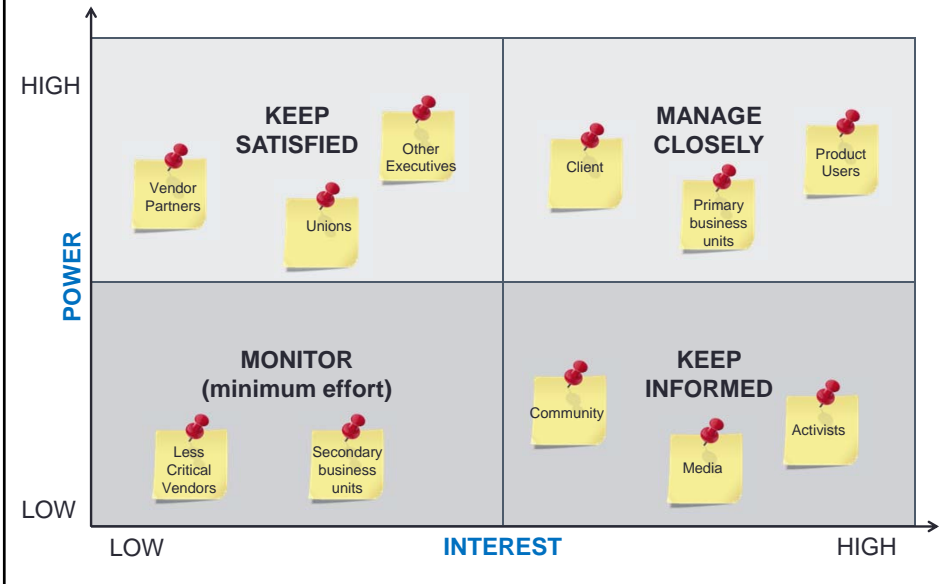 HIGH
KEEP
SATISFIED
Vendor
Partners
Unions
Other
Executives
MANAGE
CLOSELY
Client
Primary
business
units
Product
Users
POWER
MONITOR
(minimum effort)
Less
Critical
Vendors
Secondary
business
units
KEEP
INFORMED
Community
Media
Activists
LOW
LOW
INTEREST
HIGH